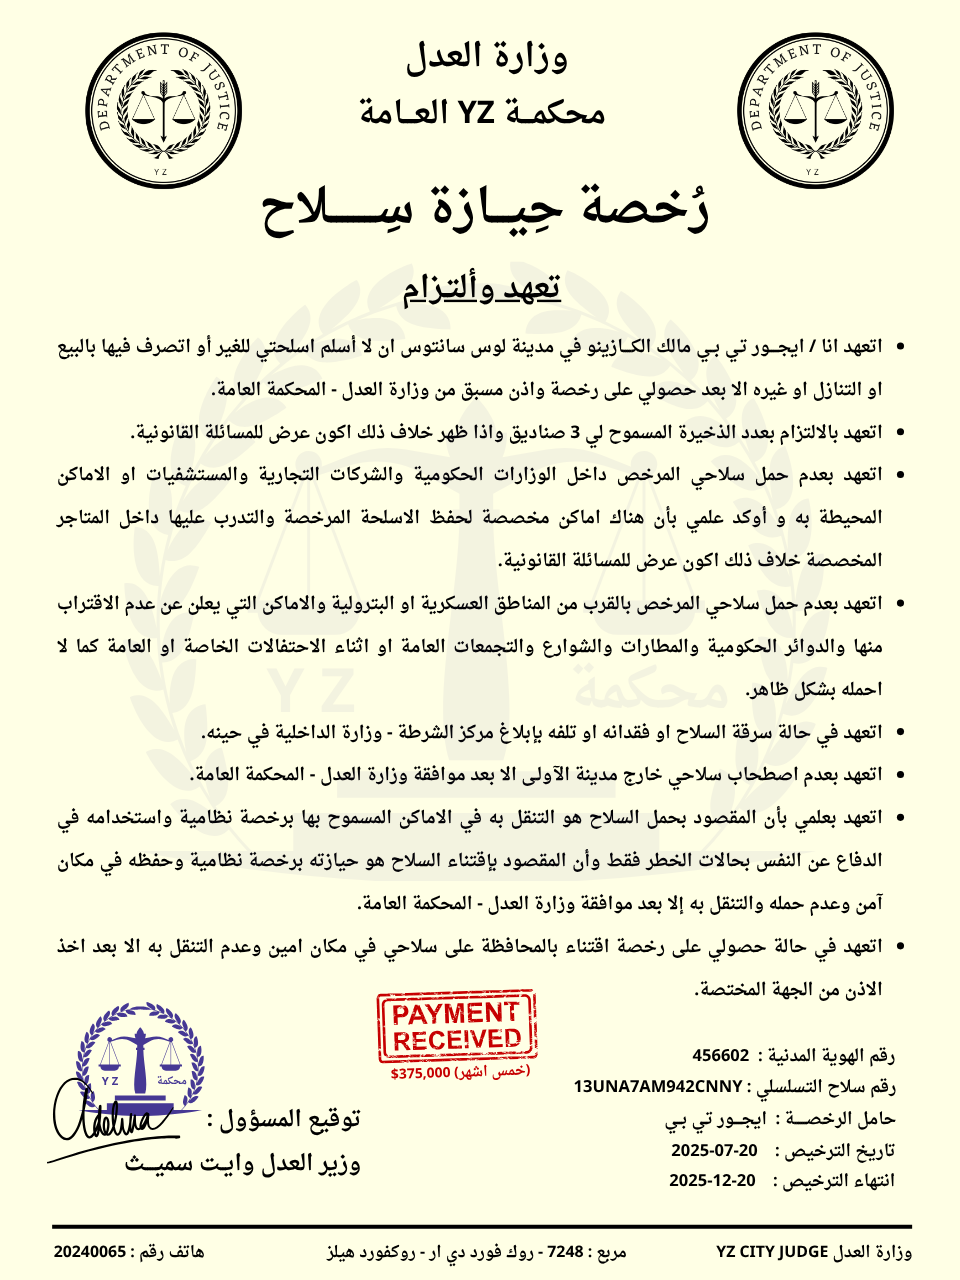 DEPARTMENT OF JUSTICE
YZ
DEPARTMENT OF JUSTICE
YZ
وزارة العدل
محكمـة YZ العـامة
رُخصة حِيــازة سِــــلاح
تعهد وألتزام
• اتعهد انا / ايجــور تي بـي مالك الكــازينو في مدينة لوس سانتوس ان لا أسلم اسلحتي للغير أو اتصرف فيها بالبيع
او التنازل او غيره الا بعد حصولي على رخصة واذن مسبق من وزارة العدل - المحكمة العامة.
• اتعهد بالالتزام بعدد الذخيرة المسموح لي 3 صناديق واذا ظهر خلاف ذلك اكون عرض للمسائلة القانونية.
• اتعهد بعدم حمل سلاحي المرخص داخل الوزارات الحكومية والشركات التجارية والمستشفيات او الاماكن
المحيطة به و أوكد علمي بأن هناك اماكن مخصصة لحفظ الاسلحة المرخصة والتدرب عليها داخل المتاجر
المخصصة خلاف ذلك اكون عرض للمسائلة القانونية.
• اتعهد بعدم حمل سلاحي المرخص بالقرب من المناطق العسكرية او البترولية والاماكن التي يعلن عن عدم الاقتراب
منها والدوائر الحكومية والمطارات والشوارع والتجمعات العامة او اثناء الاحتفالات الخاصة او العامة كما لا
احمله بشكل ظاهر.
• اتعهد في حالة سرقة السلاح او فقدانه او تلفه بإبلاغ مركز الشرطة - وزارة الداخلية في حينه.
• اتعهد بعدم اصطحاب سلاحي خارج مدينة الآولى الا بعد موافقة وزارة العدل - المحكمة العامة.
• اتعهد بعلمي بأن المقصود بحمل السلاح هو التنقل به في الاماكن المسموح بها برخصة نظامية واستخدامه في
الدفاع عن النفس بحالات الخطر فقط وأن المقصود بإقتناء السلاح هو حيازته برخصة نظامية وحفظه في مكان
آمن وعدم حمله والتنقل به إلا بعد موافقة وزارة العدل - المحكمة العامة.
• اتعهد في حالة حصولي على رخصة اقتناء بالمحافظة على سلاحي في مكان امين وعدم التنقل به الا بعد اخذ
الاذن من الجهة المختصة.
محكمة YZ
PAYMENT
RECEIVED
(خمس اشهر) $375,000
رقم الهوية المدنية : 456602
رقم سلاح التسلسلي : 13UNA7AM942CNNY
حامل الرخصــة : ايجــور تي بـي
تاريخ الترخيص : 2025-07-20
انتهاء الترخيص : 2025-12-20
محكمة YZ
Adelina
توقيع المسؤول :
وزير العدل وايـت سميــث
وزارة العدل YZ CITY JUDGE
مربع : 7248 - روك فورد دي ار - روكفورد هيلز
هاتف رقم : 20240065